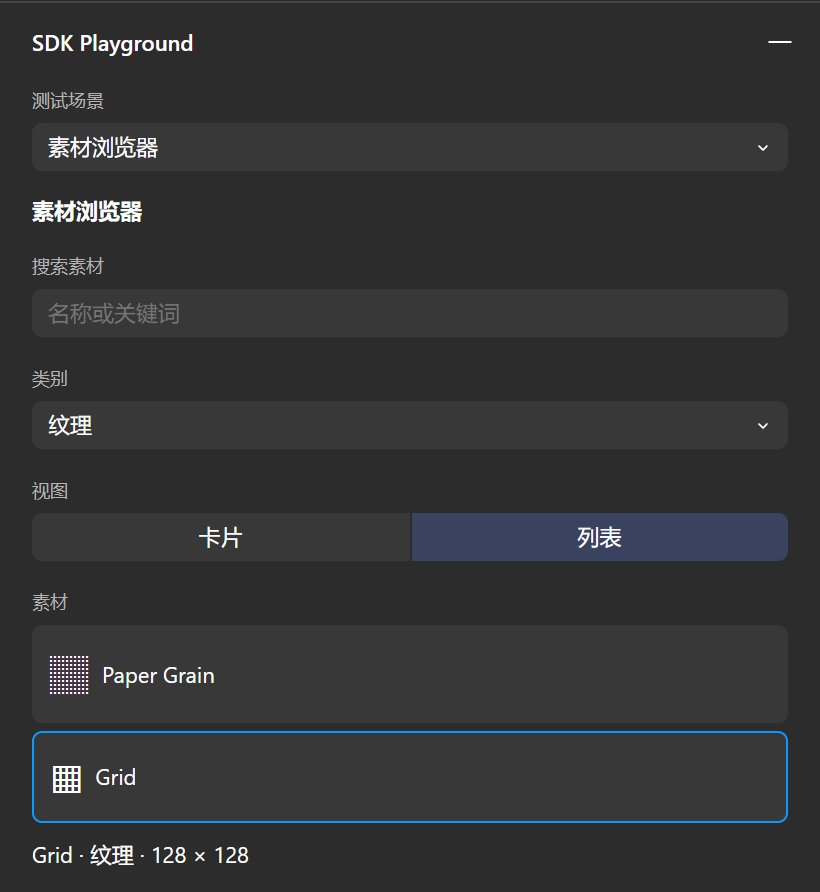 SDK Playground
测试场景
素材浏览器
素材浏览器
搜索素材
名称或关键词
类别
纹理
视图
卡片 列表
素材
Paper Grain
Grid
Grid · 纹理 · 128 × 128